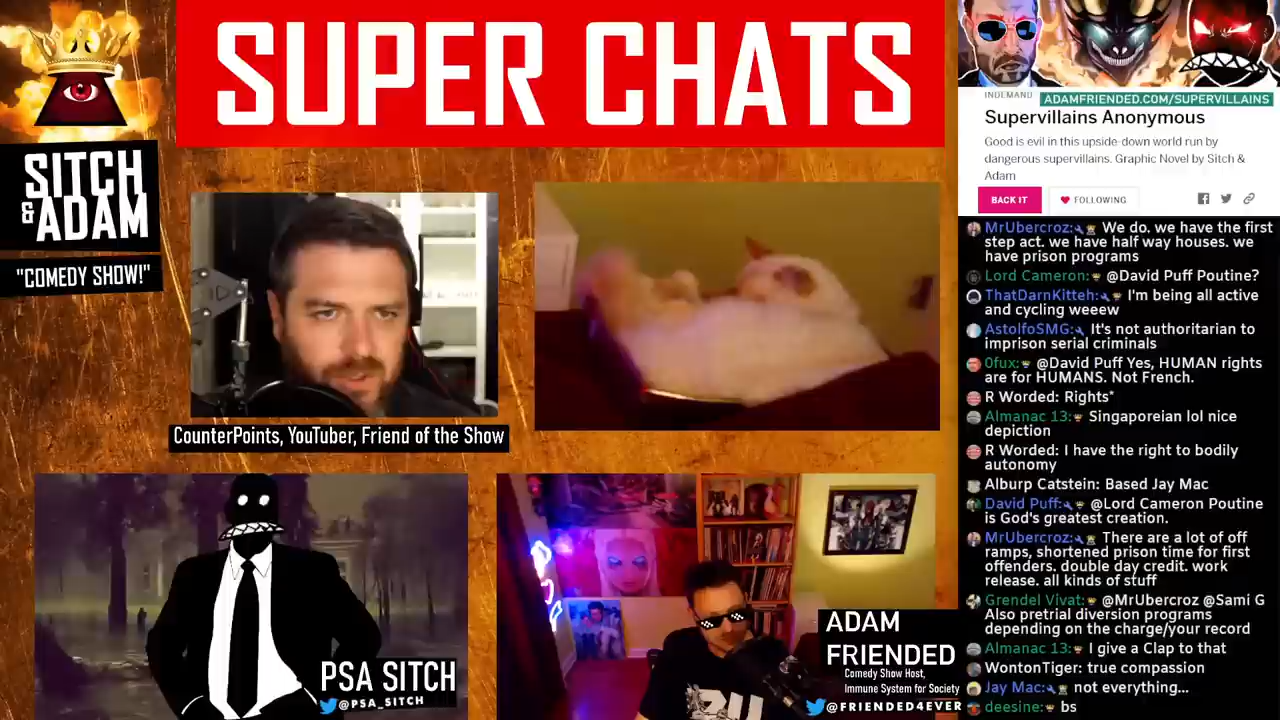 SUPER CHATS
SITCH
& ADAM
"COMEDY SHOW!"
CounterPoints, YouTuber, Friend of the Show
PSA SITCH
@PSA_SITCH
ADAM
FRIENDED
Comedy Show Host,
Immune System for Society
@FRIENDED4EVER
INDEMAND
ADAMFRIENDED.COM/SUPERVILLAINS
Supervillains Anonymous
Good is evil in this upside-down world run by
dangerous supervillains. Graphic Novel by Sitch &
Adam
BACK IT
FOLLOWING
MrUbercroz: We do. we have the first
step act. we have half way houses. we
have prison programs
Lord Cameron: @David Puff Poutine?
ThatDarnKitteh: I'm being all active
and cycling weeew
AstolfoSMG: It's not authoritarian to
imprison serial criminals
0fux: @David Puff Yes, HUMAN rights
are for HUMANS. Not French.
R Worded: Rights*
Almanac 13: Singaporeian lol nice
depiction
R Worded: I have the right to bodily
autonomy
Alburp Catstein: Based Jay Mac
David Puff: @Lord Cameron Poutine
is God's greatest creation.
MrUbercroz: There are a lot of off
ramps, shortened prison time for first
offenders. double day credit. work
release. all kinds of stuff
Grendel Vivat: @MrUbercroz @Sami G
Also pretrial diversion programs
depending on the charge/your record
Almanac 13: I give a Clap to that
WontonTiger: true compassion
Jay Mac: not everything...
deesine: bs